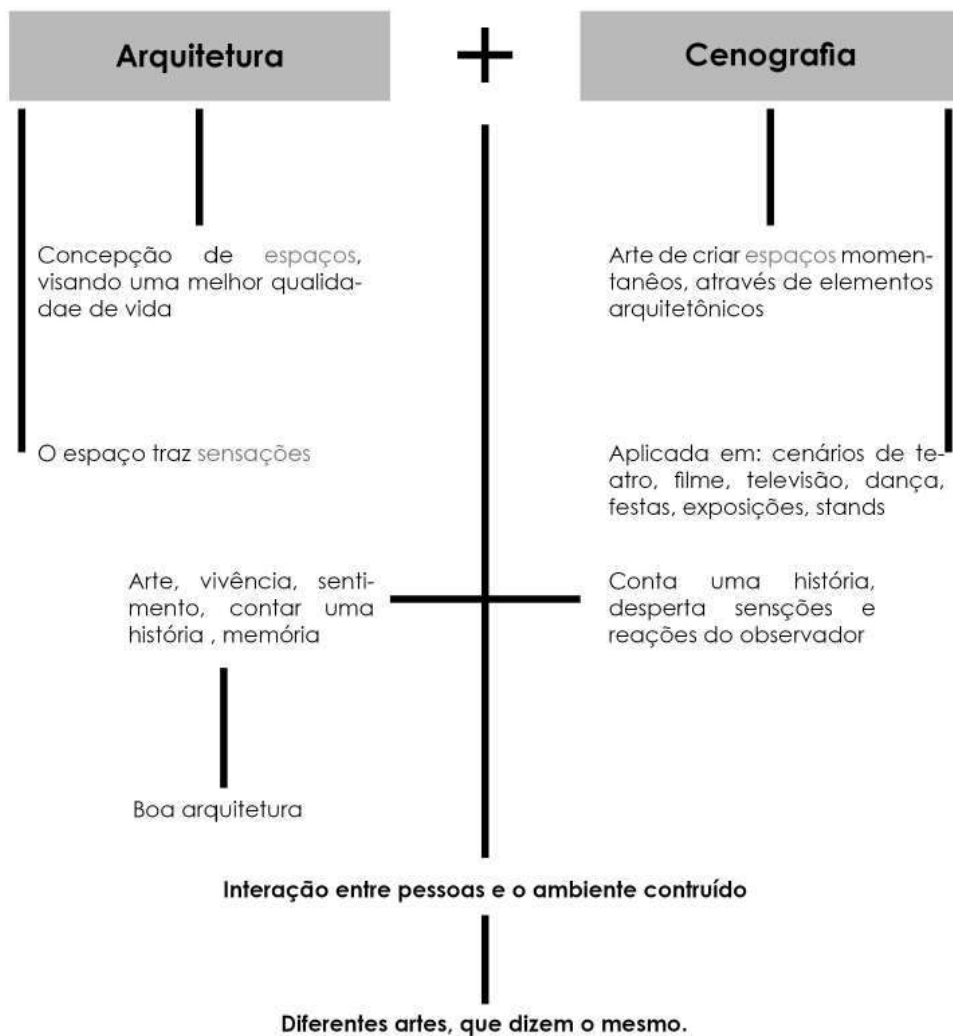 Arquitetura
+
Cenografia
Concepção de espaços,
visando uma melhor qualida-
dae de vida
Arte de criar espaços momen-
tanêos, através de elementos
arquitetônicos
O espaço traz sensações
Aplicada em: cenários de te-
atro, filme, televisão, dança,
festas, exposições, stands
Arte, vivência, senti-
mento, contar uma
história , memória
Conta uma história,
desperta sensções e
reações do observador
Boa arquitetura
Interação entre pessoas e o ambiente contruído
Diferentes artes, que dizem o mesmo.